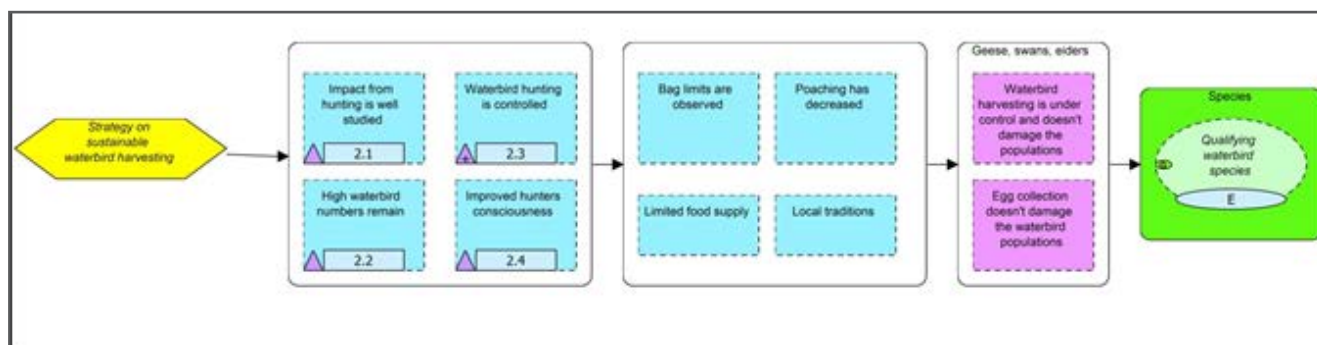 Strategy on
sustainable
waterbird harvesting
Impact from
hunting is well
studied
2.1
Waterbird hunting
is controlled
2.3
High waterbird
numbers remain
2.2
Improved hunters
consciousness
2.4
Bag limits are
observed
Poaching has
decreased
Limited food supply
Local traditions
Geese, swans, eiders
Waterbird
harvesting is under
control and doesn't
damage the
populations
Egg collection
doesn't damage
the waterbird
populations
Species
Qualifying
waterbird
species
E